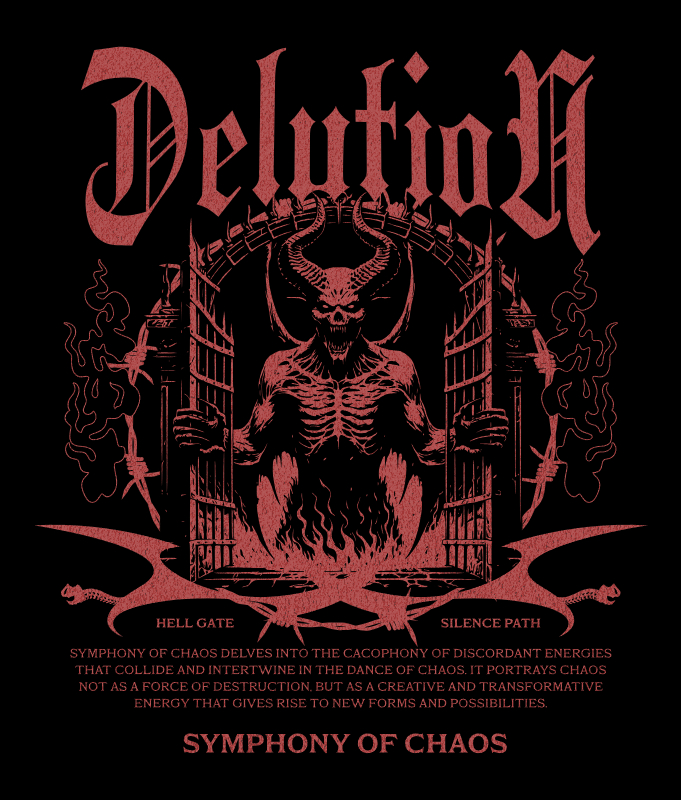 Delution
HELL GATE
SILENCE PATH
SYMPHONY OF CHAOS DELVES INTO THE CACOPHONY OF DISCORDANT ENERGIES
THAT COLLIDE AND INTERTWINE IN THE DANCE OF CHAOS. IT PORTRAYS CHAOS
NOT AS A FORCE OF DESTRUCTION, BUT AS A CREATIVE AND TRANSFORMATIVE
ENERGY THAT GIVES RISE TO NEW FORMS AND POSSIBILITIES.
SYMPHONY OF CHAOS